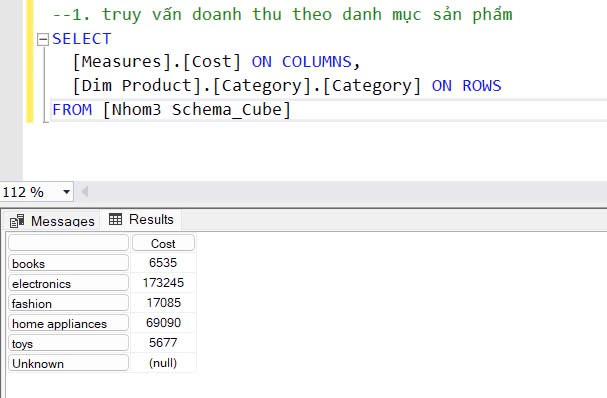 --1. truy vấn doanh thu theo danh mục sản phẩm
SELECT
[Measures].[Cost] ON COLUMNS,
[Dim Product].[Category].[Category] ON ROWS
FROM [Nhom3 Schema_Cube]
112 %
Messages Results
Cost
books 6535
electronics 173245
fashion 17085
home appliances 69090
toys 5677
Unknown (null)